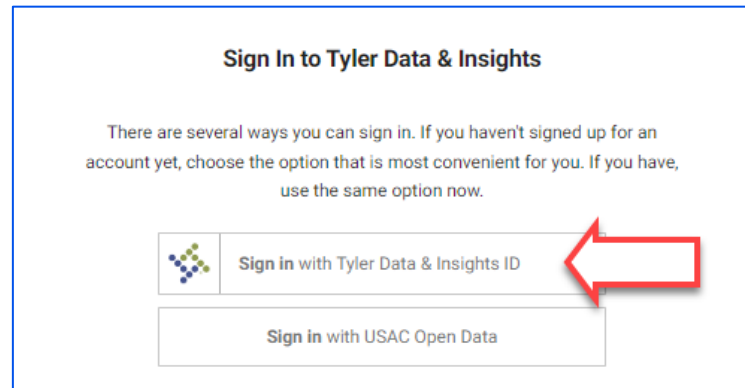 Sign In to Tyler Data & Insights
There are several ways you can sign in. If you haven't signed up for an
account yet, choose the option that is most convenient for you. If you have,
use the same option now.
Sign in with Tyler Data & Insights ID
Sign in with USAC Open Data